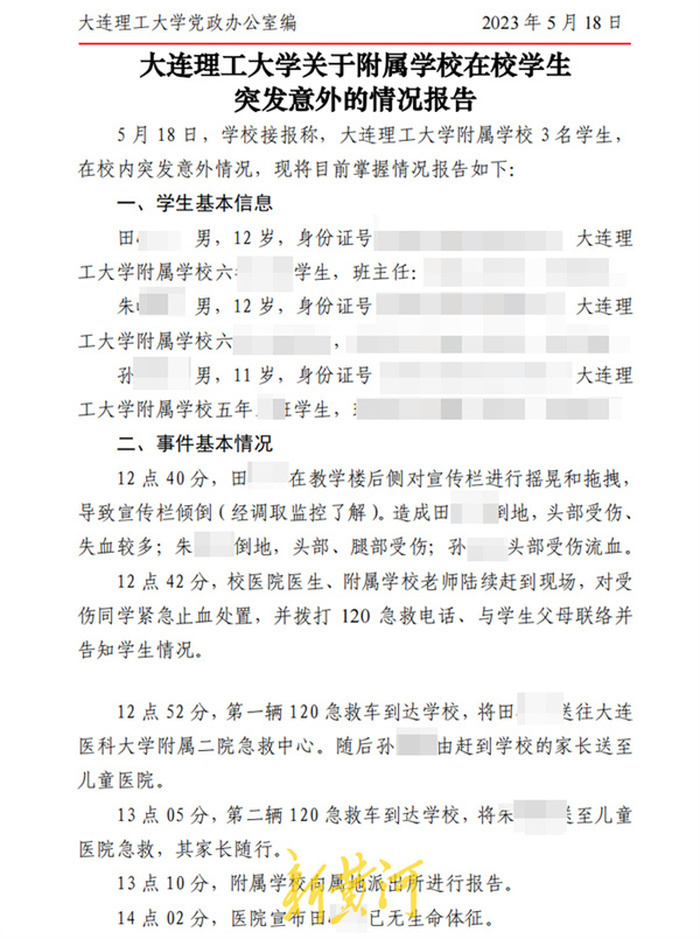 大连理工大学党政办公室编 2023 年 5 月 18 日
大连理工大学关于附属学校在校学生
突发意外的情况报告
5 月 18 日，学校接报称，大连理工大学附属学校 3 名学生，
在校内突发意外情况，现将目前掌握情况报告如下：
一、学生基本信息
田 男，12 岁，身份证号 大连理
工大学附属学校六 学生，班主任：
朱 男，12 岁，身份证号 大连理
工大学附属学校六 ，
孙 男，11 岁，身份证号 大连理
工大学附属学校五年 班学生，
二、事件基本情况
12 点 40 分，田 在教学楼后侧对宣传栏进行摇晃和拖拽，
导致宣传栏倾倒（经调取监控了解）。造成田 倒地，头部受伤、
失血较多；朱 倒地，头部、腿部受伤；孙 头部受伤流血。
12 点 42 分，校医院医生、附属学校老师陆续赶到现场，对受
伤同学紧急止血处置，并拨打 120 急救电话、与学生父母联络并
告知学生情况。
12 点 52 分，第一辆 120 急救车到达学校，将田 送往大连
医科大学附属二院急救中心。随后孙 由赶到学校的家长送至
儿童医院。
13 点 05 分，第二辆 120 急救车到达学校，将朱 送至儿童
医院急救，其家长随行。
13 点 10 分，附属学校向属地派出所进行报告。
14 点 02 分，医院宣布田 已无生命体征。
新黄河